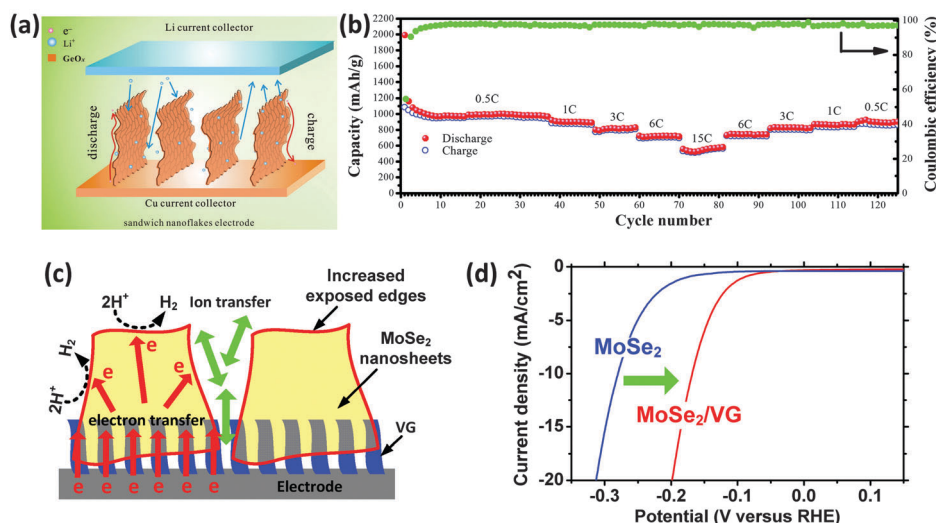 (a)
e⁻
Li⁺
GeOₓ
Li current collector
discharge
charge
Cu current collector
sandwich nanoflakes electrode
(b)
Capacity (mAh/g)
2200
2000
1800
1600
1400
1200
1000
800
600
400
200
0
0.5C
1C
3C
6C
15C
6C
3C
1C
0.5C
Discharge
Charge
0 10 20 30 40 50 60 70 80 90 100 110 120
Cycle number
100
80
60
40
20
0
Coulombic efficiency (%)
(c)
2H⁺
H₂
Ion transfer
Increased
exposed edges
MoSe₂
nanosheets
H₂
2H⁺
e
e
e
electron transfer
VG
e e e e e e
Electrode
(d)
Current density (mA/cm²)
0
-5
-10
-15
-20
MoSe₂
MoSe₂/VG
-0.3 -0.2 -0.1 0.0 0.1
Potential (V versus RHE)